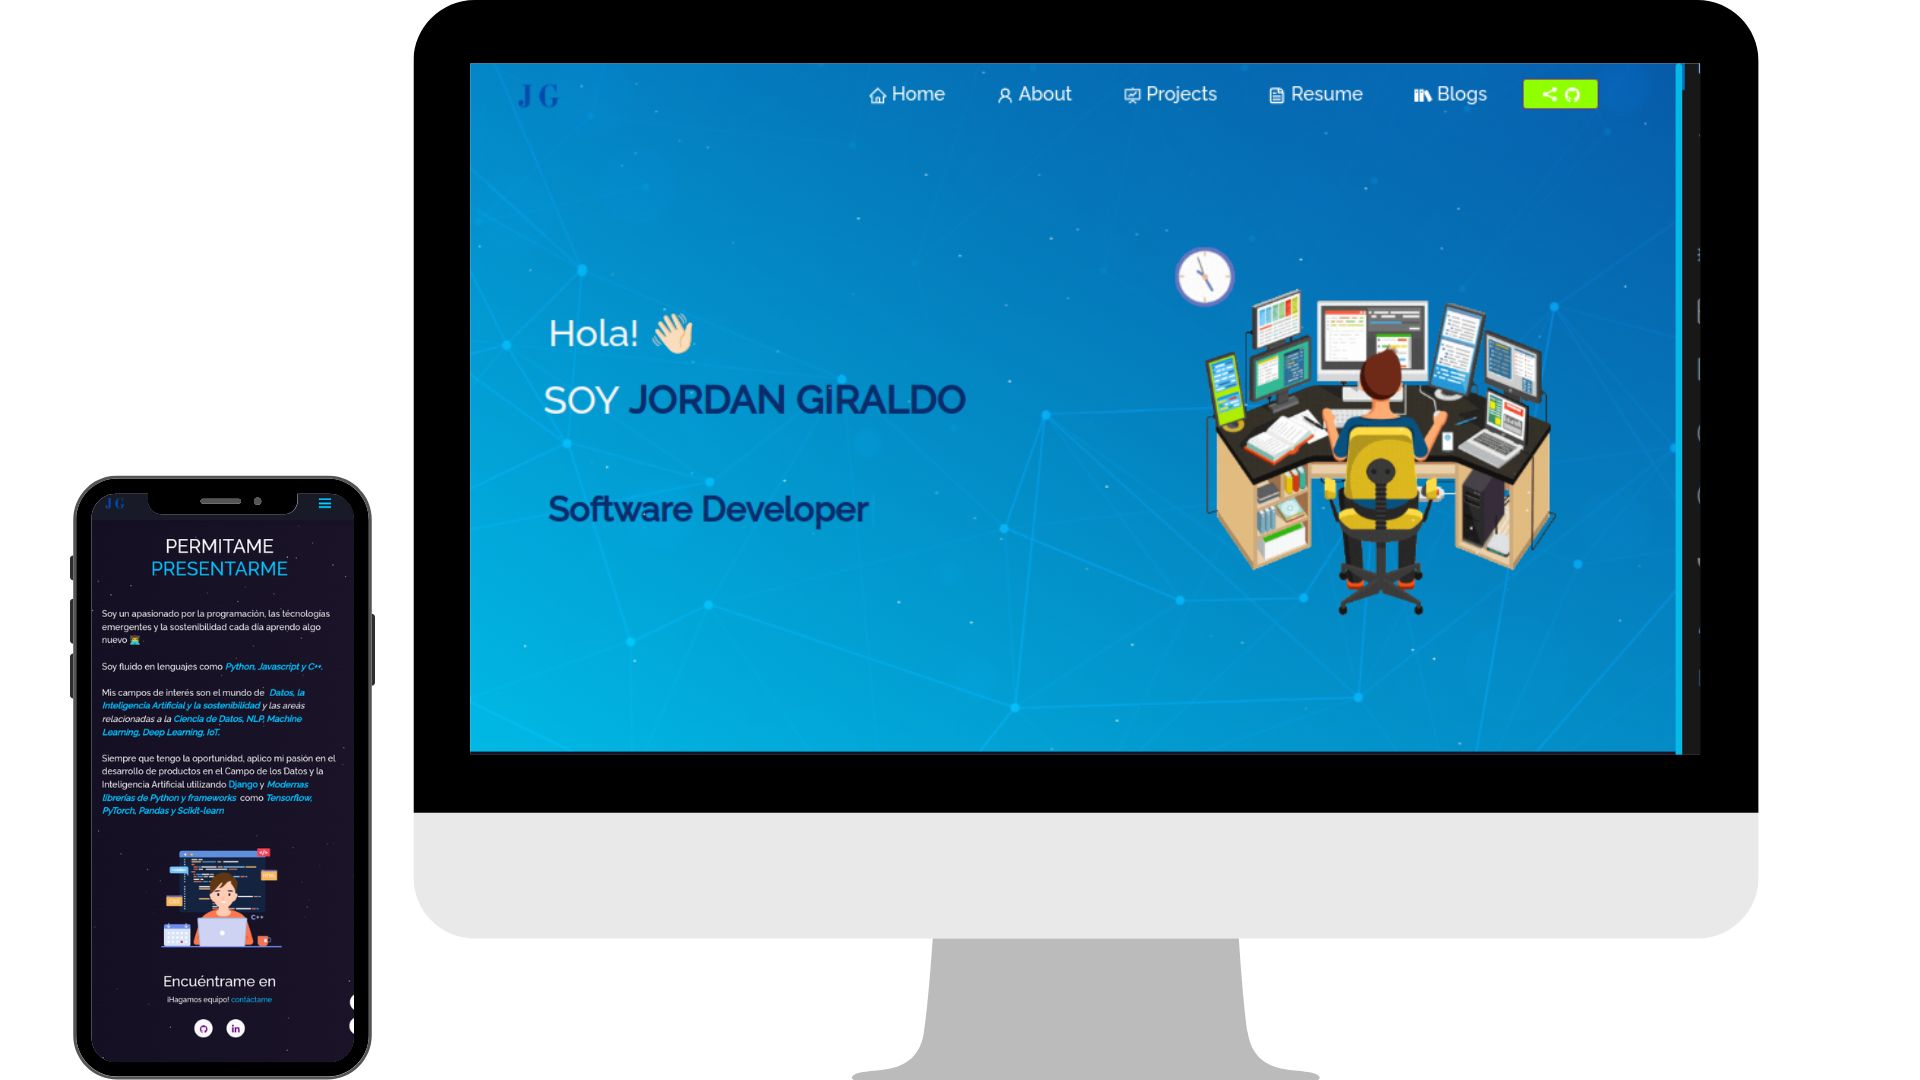 J G
Home
About
Projects
Resume
Blogs
Hola! 👋🏻
SOY JORDAN GIRALDO
Software Developer
J G
PERMITAME
PRESENTARME
Soy un apasionado por la programación, las técnologías
emergentes y la sostenibilidad cada día aprendo algo
nuevo 👨‍💻
Soy fluido en lenguajes como Python, Javascript y C++.
Mis campos de interés son el mundo de Datos, la
Inteligencia Artificial y la sostenibilidad y las areás
relacionadas a la Ciencia de Datos, NLP, Machine
Learning, Deep Learning, IoT.
Siempre que tengo la oportunidad, aplico mi pasión en el
desarrollo de productos en el Campo de los Datos y la
Inteligencia Artificial utilizando Django y Modernas
librerías de Python y frameworks como Tensorflow,
PyTorch, Pandas y Scikit-learn
</>
C++
Encuéntrame en
¡Hagamos equipo! contáctame
in